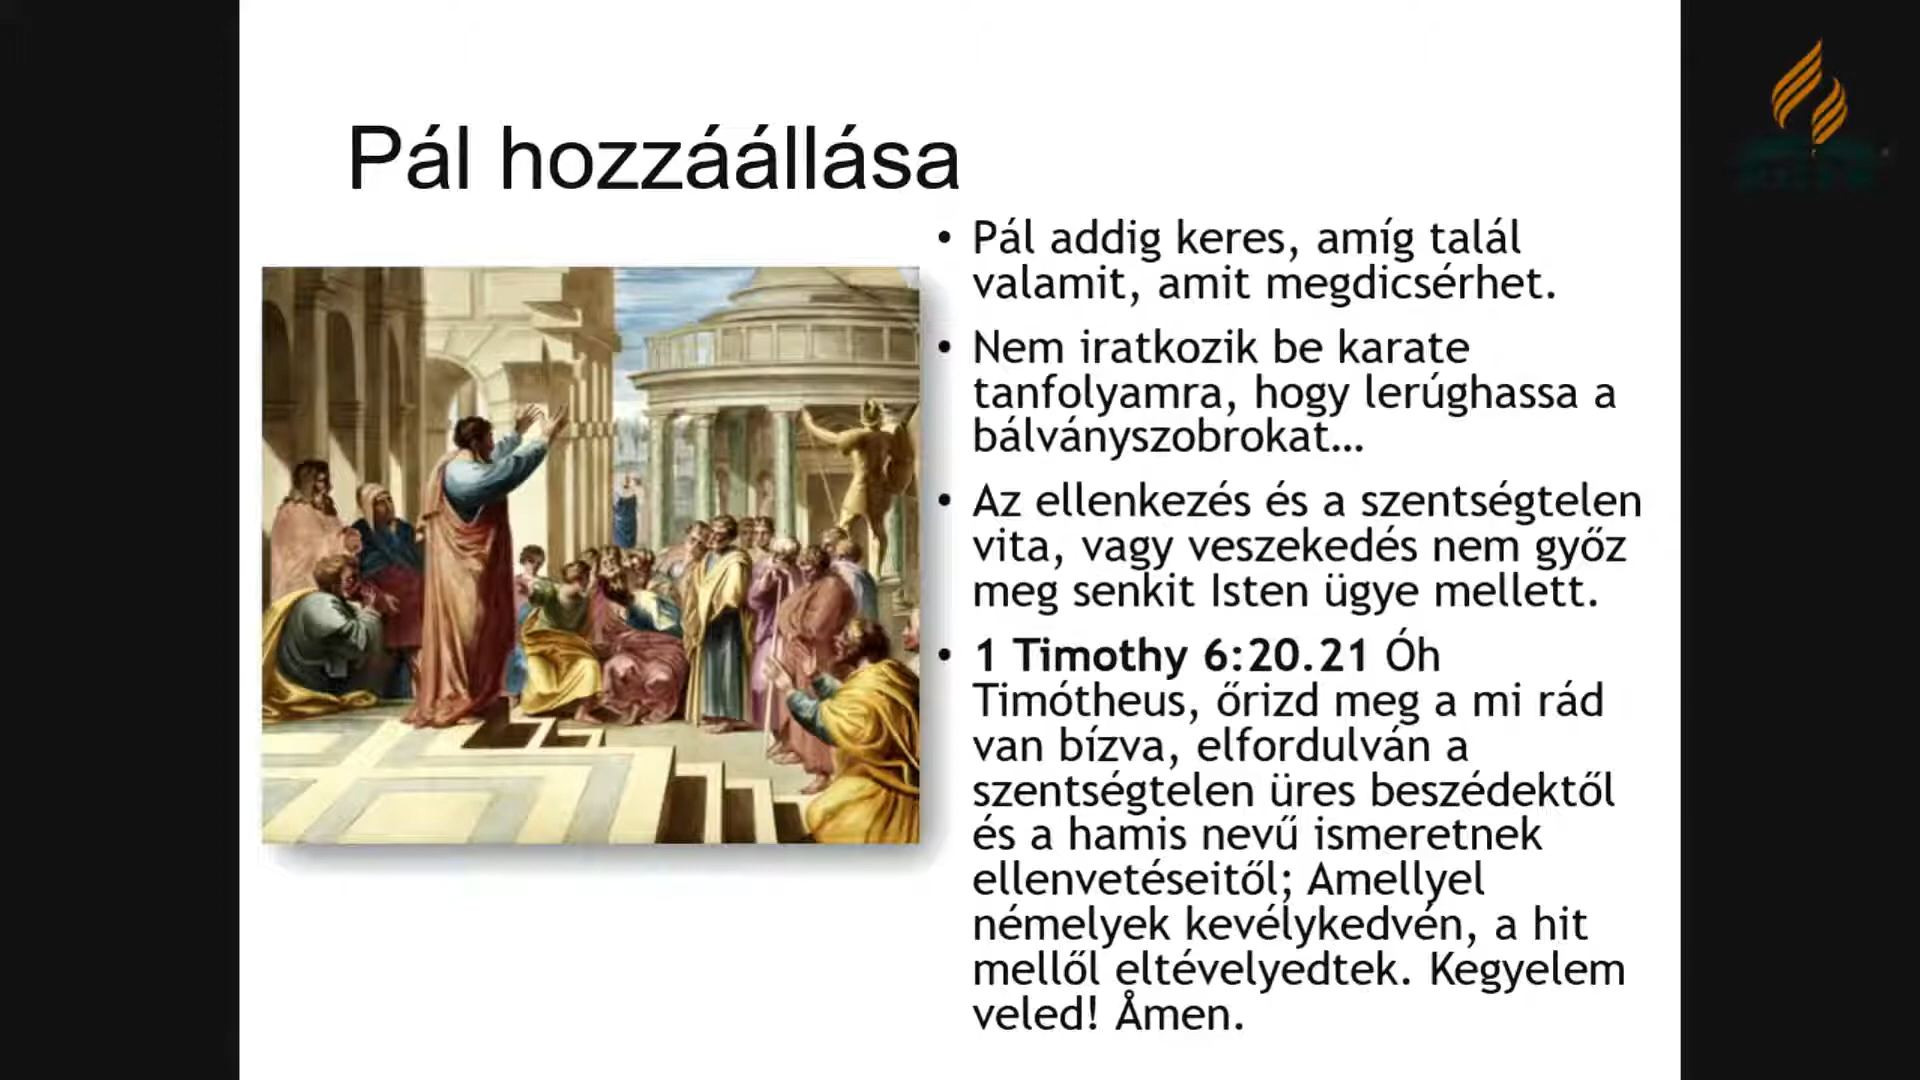 Pál hozzáállása
• Pál addig keres, amíg talál
valamit, amit megdicsérhet.
• Nem iratkozik be karate
tanfolyamra, hogy lerúghassa a
bálványszobrokat...
• Az ellenkezés és a szentségtelen
vita, vagy veszekedés nem győz
meg senkit Isten ügye mellett.
• 1 Timothy 6:20.21 Óh
Timótheus, őrizd meg a mi rád
van bízva, elfordulván a
szentségtelen üres beszédektől
és a hamis nevű ismeretnek
ellenvetéseitől; Amellyel
némelyek kevélykedvén, a hit
mellől eltévelyedtek. Kegyelem
veled! Åmen.